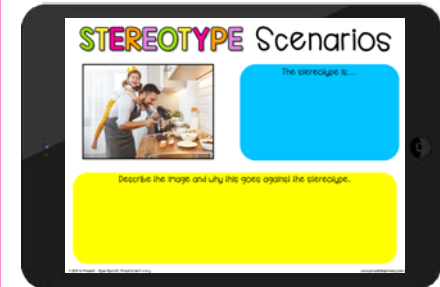 STEREOTYPE Scenarios
The stereotype is...
Describe the image and why this goes against the stereotype.